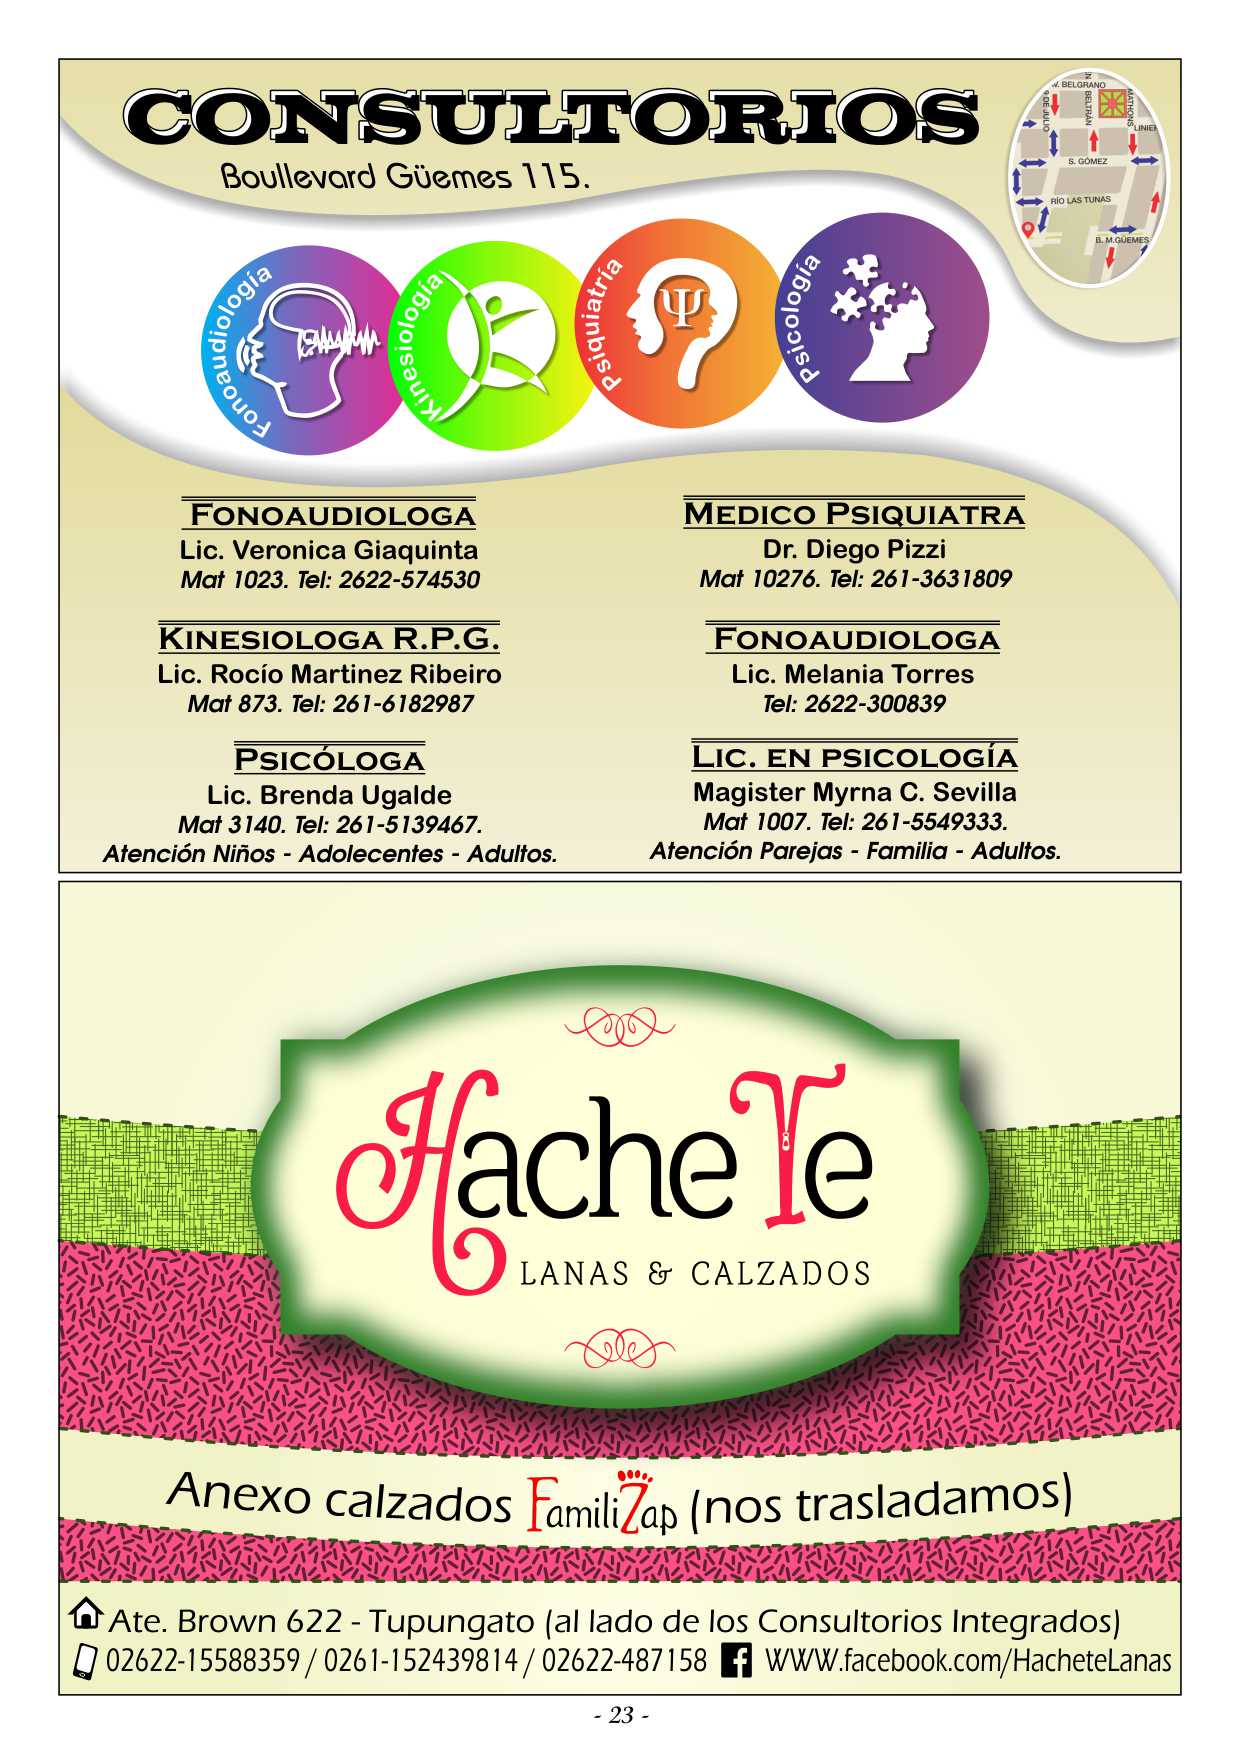 CONSULTORIOS
Boullevard Güemes 115.
V. BELGRANO
9 DE JULIO
BELTRÁN
MATHONS
LINIER
S. GÓMEZ
RÍO LAS TUNAS
B. M.GÜEMES
Fonoaudiología
Kinesiología
Psiquiatría
Ψ
Psicología
FONOAUDIOLOGA
Lic. Veronica Giaquinta
Mat 1023. Tel: 2622-574530
KINESIOLOGA R.P.G.
Lic. Rocío Martinez Ribeiro
Mat 873. Tel: 261-6182987
PSICÓLOGA
Lic. Brenda Ugalde
Mat 3140. Tel: 261-5139467.
Atención Niños - Adolecentes - Adultos.
MEDICO PSIQUIATRA
Dr. Diego Pizzi
Mat 10276. Tel: 261-3631809
FONOAUDIOLOGA
Lic. Melania Torres
Tel: 2622-300839
LIC. EN PSICOLOGÍA
Magister Myrna C. Sevilla
Mat 1007. Tel: 261-5549333.
Atención Parejas - Familia - Adultos.
Hache Te
LANAS & CALZADOS
Anexo calzados FamiliZap (nos trasladamos)
Ate. Brown 622 - Tupungato (al lado de los Consultorios Integrados)
02622-15588359 / 0261-152439814 / 02622-487158 f WWW.facebook.com/HacheteLanas
- 23 -